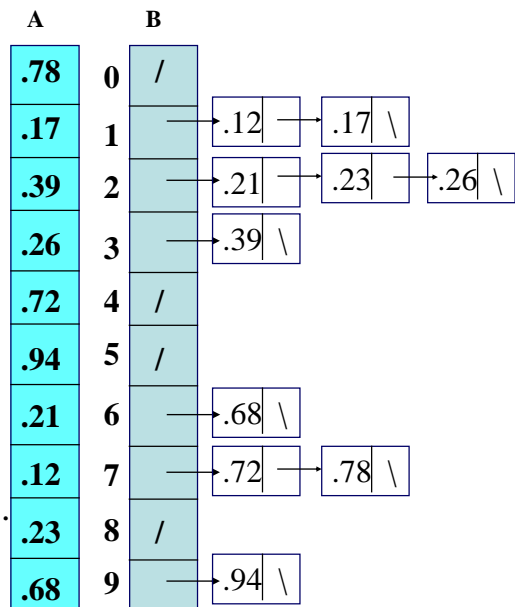 A B
.78 0 /
.17 1 .12 .17 \
.39 2 .21 .23 .26 \
.26 3 .39 \
.72 4 /
.94 5 /
.21 6 .68 \
.12 7 .72 .78 \
. .23 8 /
.68 9 .94 \